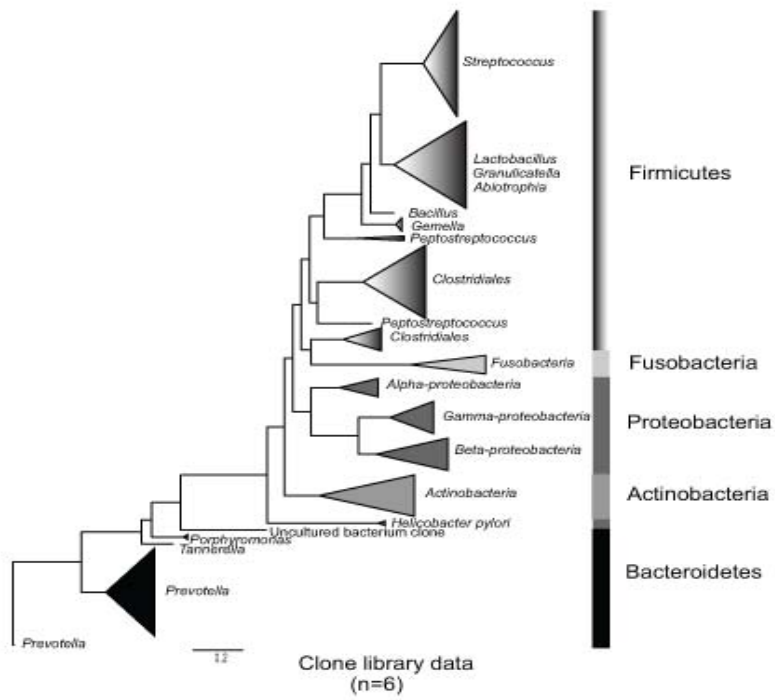 Streptococcus
Lactobacillus
Granulicatella
Abiotrophia
Firmicutes
Bacillus
Gemella
Peptostreptococcus
Clostridiales
Peptostreptococcus
Clostridiales
Fusobacteria
Fusobacteria
Alpha-proteobacteria
Gamma-proteobacteria
Proteobacteria
Beta-proteobacteria
Actinobacteria
Actinobacteria
Helicobacter pylori
Uncultured bacterium clone
Porphyromonas
Tannerella
Bacteroidetes
Prevotella
Prevotella
Clone library data
(n=6)